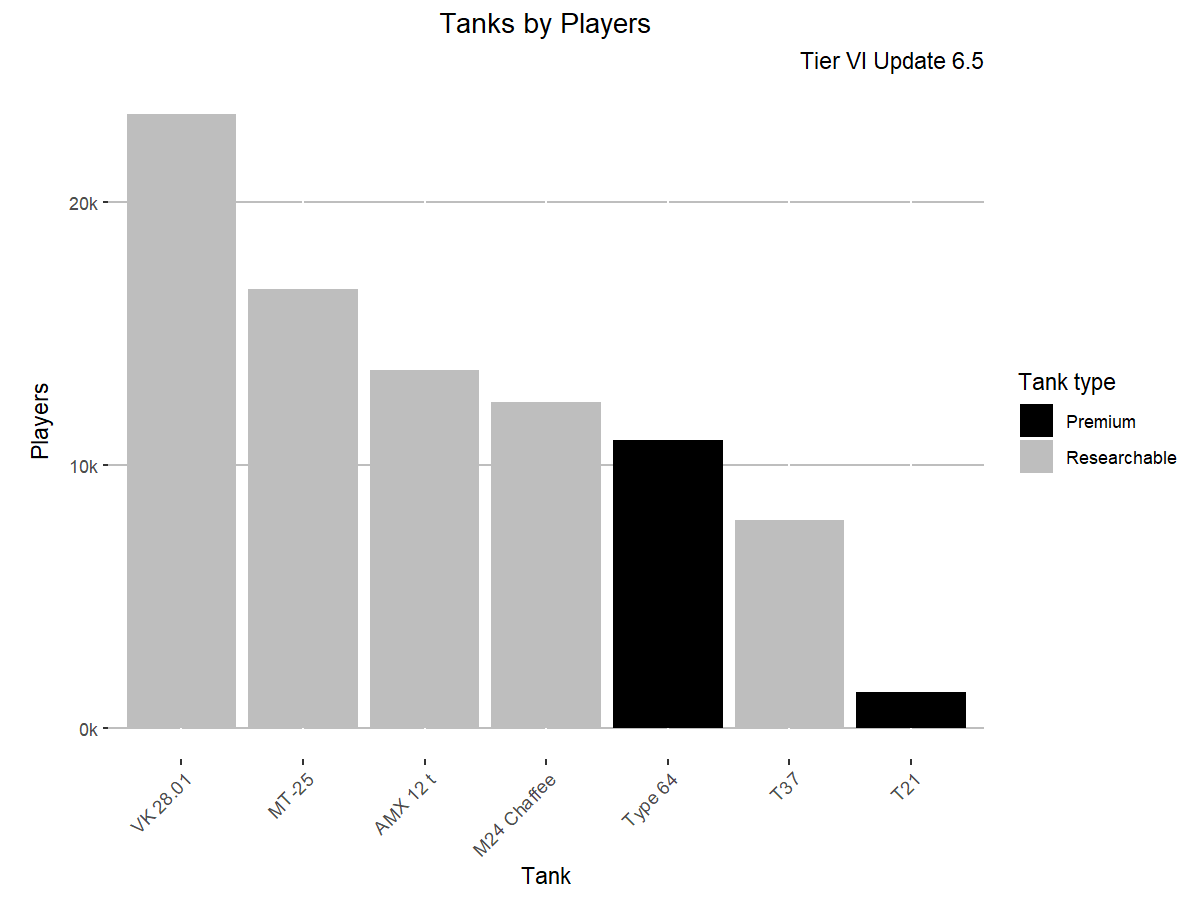 Tanks by Players
Tier VI Update 6.5
20k
10k
0k
Players
VK 28.01
MT-25
AMX 12 t
M24 Chaffee
Type 64
T37
T21
Tank
Tank type
Premium
Researchable